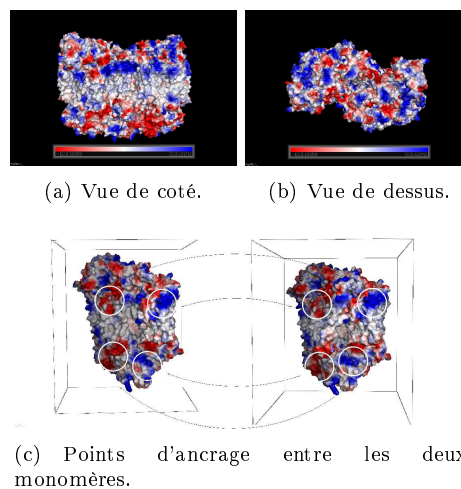 (a) Vue de coté.
(b) Vue de dessus.
(c) Points d'ancrage entre les deux
monomères.